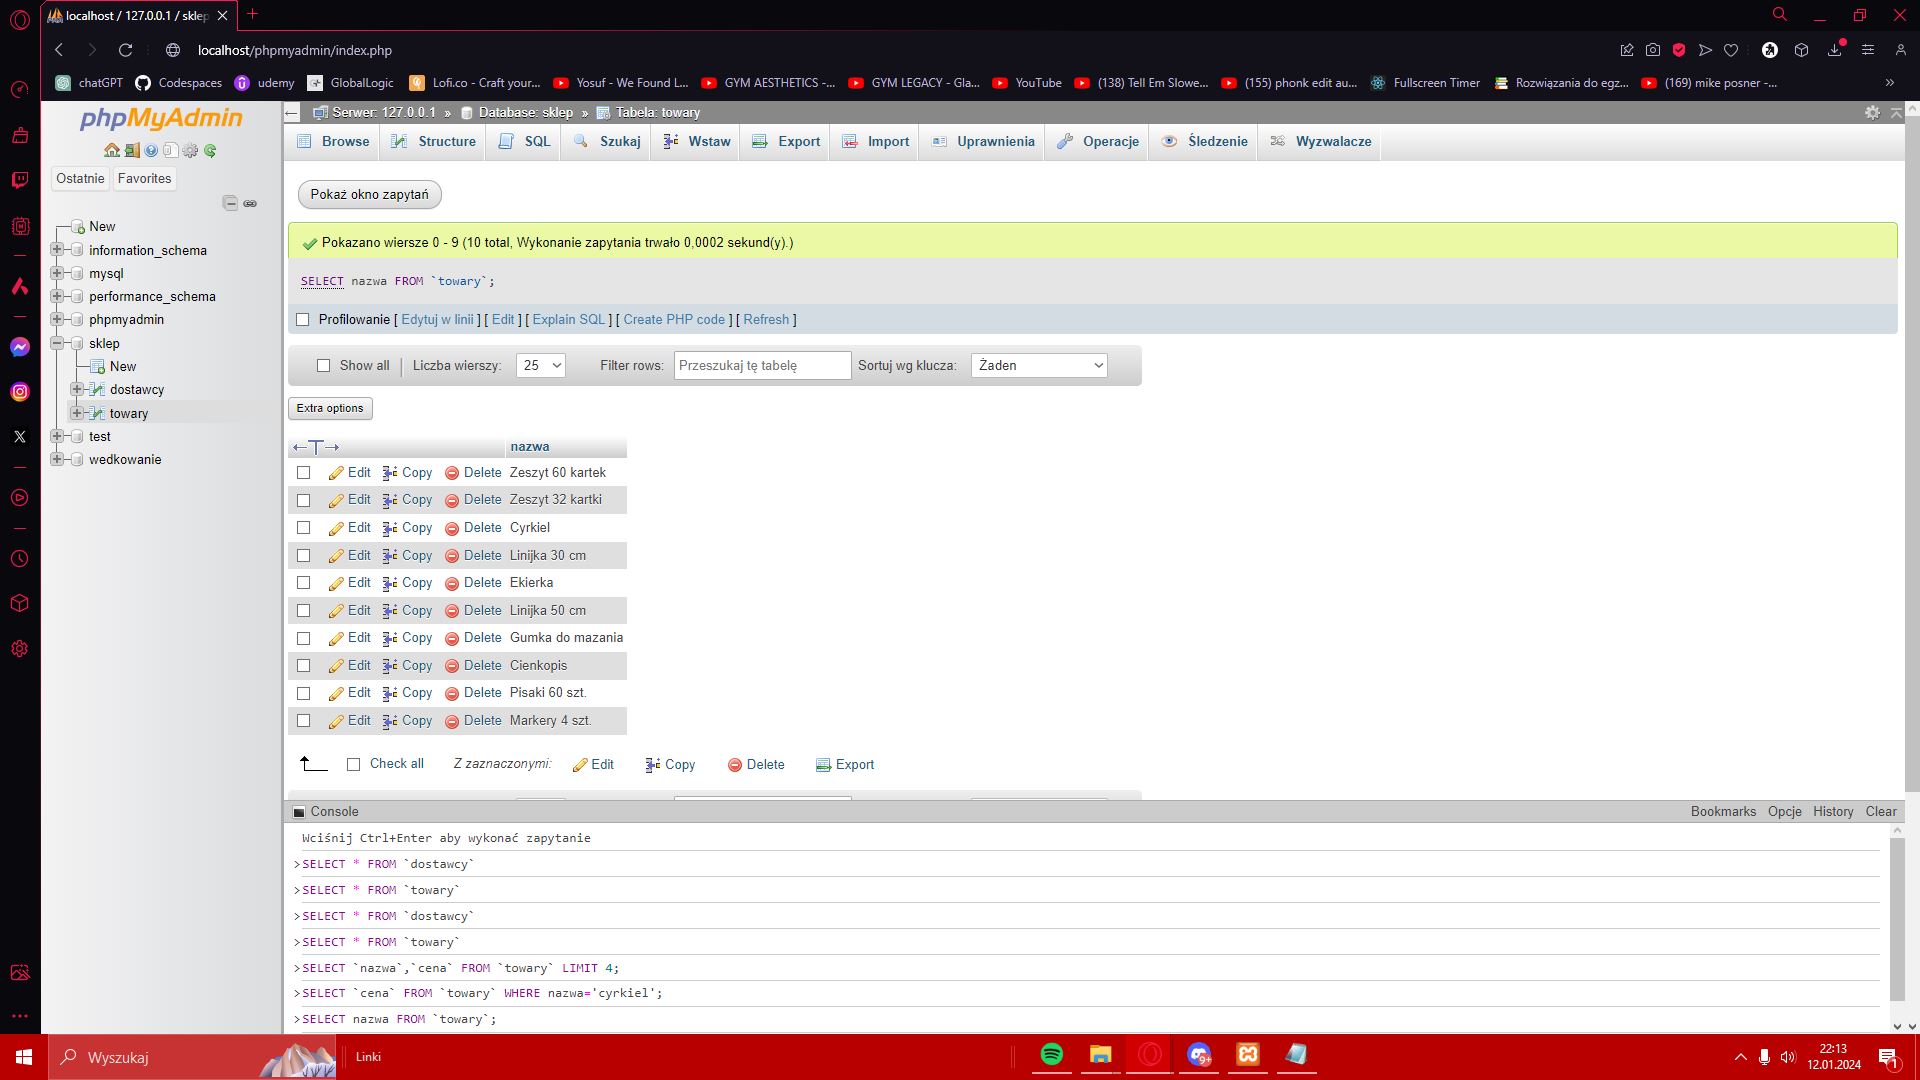 localhost / 127.0.0.1 / sklep
localhost/phpmyadmin/index.php
chatGPT Codespaces udemy GlobalLogic Lofi.co - Craft your... Yosuf - We Found L... GYM AESTHETICS -... GYM LEGACY - Gla... YouTube (138) Tell Em Slowe... (155) phonk edit au... Fullscreen Timer Rozwiązania do egz... (169) mike posner -... »
phpMyAdmin
Ostatnie Favorites
New
information_schema
mysql
performance_schema
phpmyadmin
sklep
New
dostawcy
towary
test
wedkowanie
Serwer: 127.0.0.1 » Database: sklep » Tabela: towary
Browse Structure SQL Szukaj Wstaw Export Import Uprawnienia Operacje Śledzenie Wyzwalacze
Pokaż okno zapytań
Pokazano wiersze 0 - 9 (10 total, Wykonanie zapytania trwało 0,0002 sekund(y).)
SELECT nazwa FROM `towary`;
Profilowanie [ Edytuj w linii ] [ Edit ] [ Explain SQL ] [ Create PHP code ] [ Refresh ]
Show all Liczba wierszy: 25 Filter rows: Przeszukaj tę tabelę Sortuj wg klucza: Żaden
Extra options
nazwa
Edit Copy Delete Zeszyt 60 kartek
Edit Copy Delete Zeszyt 32 kartki
Edit Copy Delete Cyrkiel
Edit Copy Delete Linijka 30 cm
Edit Copy Delete Ekierka
Edit Copy Delete Linijka 50 cm
Edit Copy Delete Gumka do mazania
Edit Copy Delete Cienkopis
Edit Copy Delete Pisaki 60 szt.
Edit Copy Delete Markery 4 szt.
Check all Z zaznaczonymi: Edit Copy Delete Export
Console Bookmarks Opcje History Clear
Wciśnij Ctrl+Enter aby wykonać zapytanie
>SELECT * FROM `dostawcy`
>SELECT * FROM `towary`
>SELECT * FROM `dostawcy`
>SELECT * FROM `towary`
>SELECT `nazwa`,`cena` FROM `towary` LIMIT 4;
>SELECT `cena` FROM `towary` WHERE nazwa='cyrkiel';
>SELECT nazwa FROM `towary`;
Wyszukaj Linki 9+ 22:13
12.01.2024 1